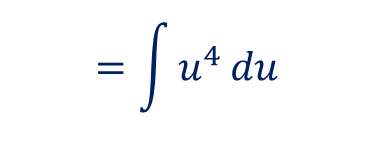 = ∫ u⁴ du